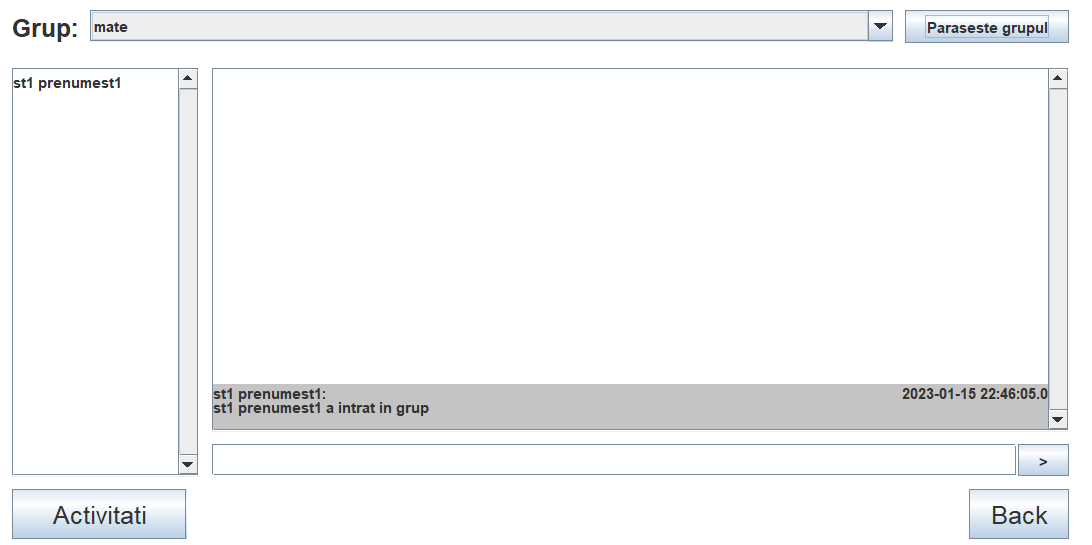 Grup:
mate
Paraseste grupul
st1 prenumest1
st1 prenumest1:
2023-01-15 22:46:05.0
st1 prenumest1 a intrat in grup
>
Activitati
Back